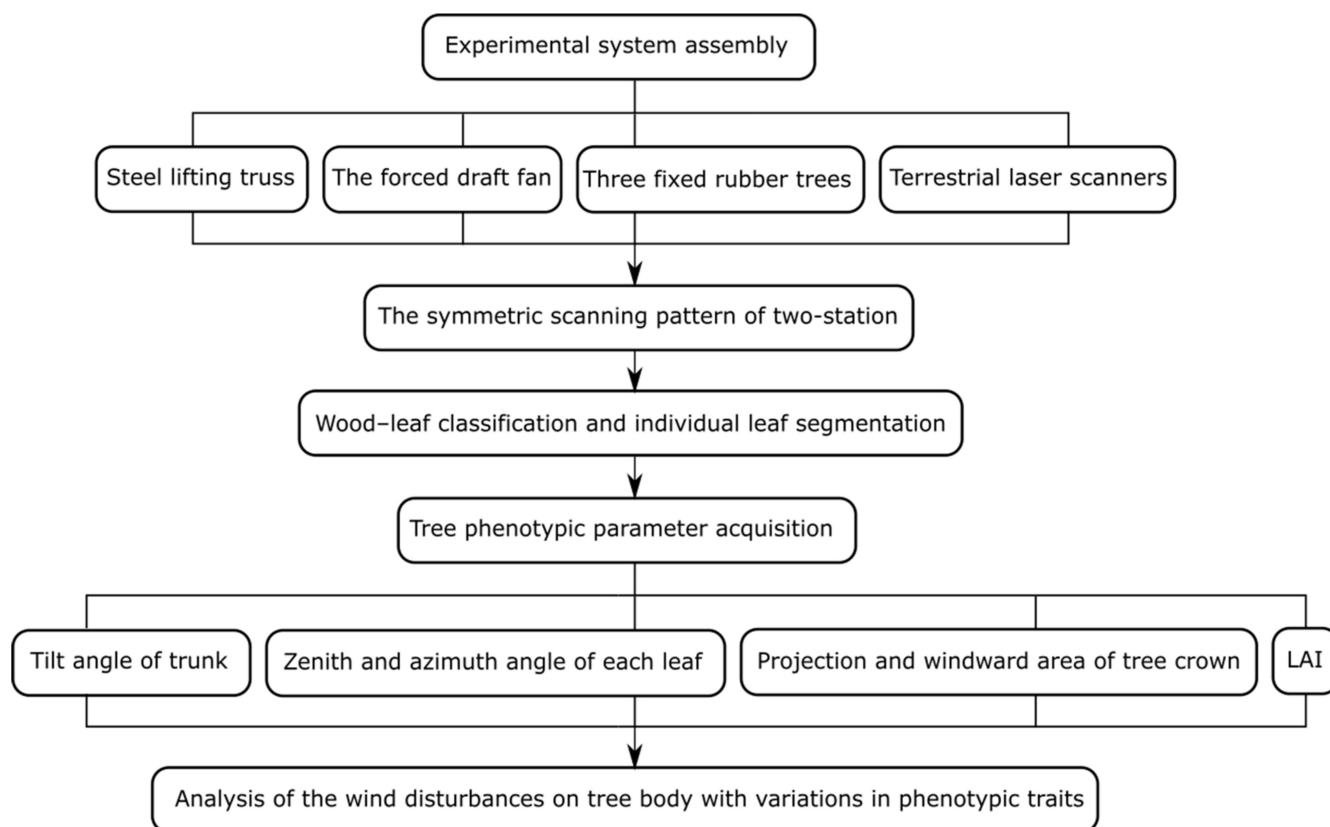 Experimental system assembly
Steel lifting truss
The forced draft fan
Three fixed rubber trees
Terrestrial laser scanners
The symmetric scanning pattern of two-station
Wood–leaf classification and individual leaf segmentation
Tree phenotypic parameter acquisition
Tilt angle of trunk
Zenith and azimuth angle of each leaf
Projection and windward area of tree crown
LAI
Analysis of the wind disturbances on tree body with variations in phenotypic traits